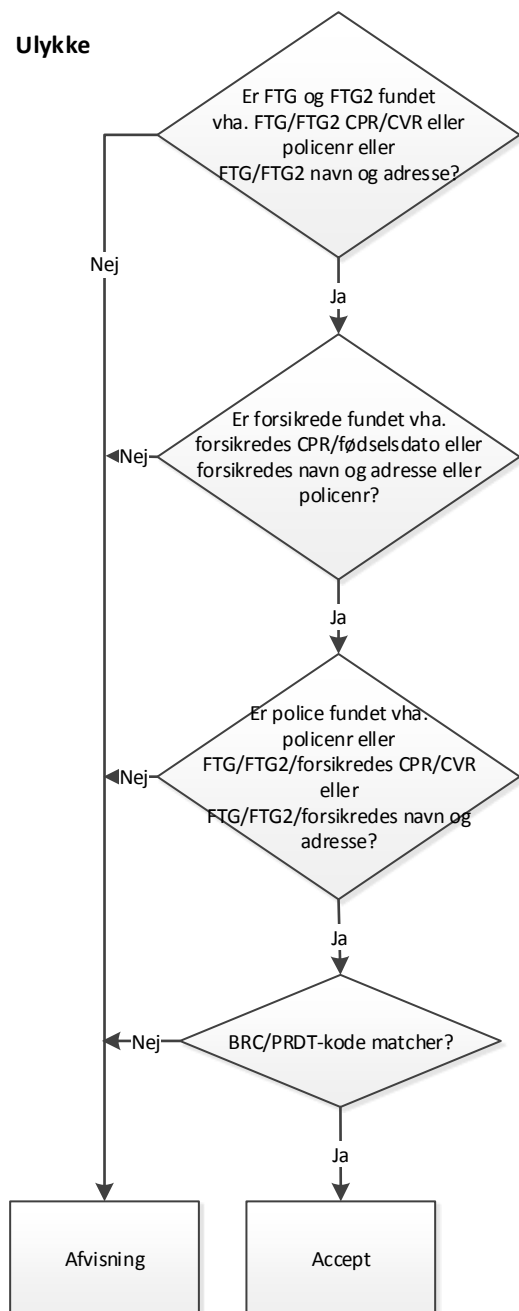 Ulykke
Er FTG og FTG2 fundet
vha. FTG/FTG2 CPR/CVR eller
policenr eller
FTG/FTG2 navn og adresse?
Nej
Ja
Er forsikrede fundet vha.
forsikredes CPR/fødselsdato eller
forsikredes navn og adresse eller
policenr?
Nej
Ja
Er police fundet vha.
policenr eller
FTG/FTG2/forsikredes CPR/CVR
eller
FTG/FTG2/forsikredes navn og
adresse?
Nej
Ja
BRC/PRDT-kode matcher?
Nej
Ja
Afvisning
Accept